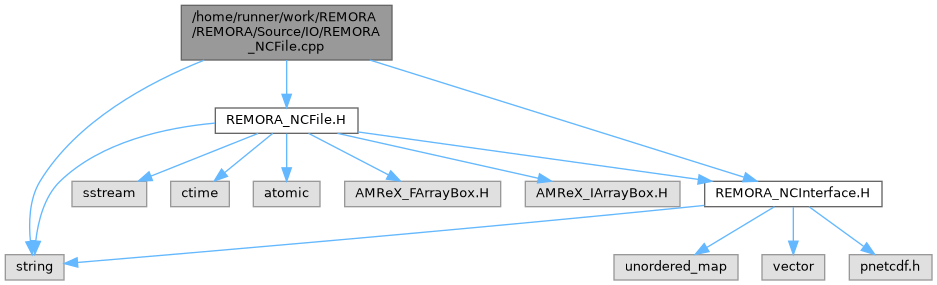 /home/runner/work/REMORA
/REMORA/Source/IO/REMORA
_NCFile.cpp
REMORA_NCFile.H
sstream
ctime
atomic
AMReX_FArrayBox.H
AMReX_IArrayBox.H
REMORA_NCInterface.H
string
unordered_map
vector
pnetcdf.h